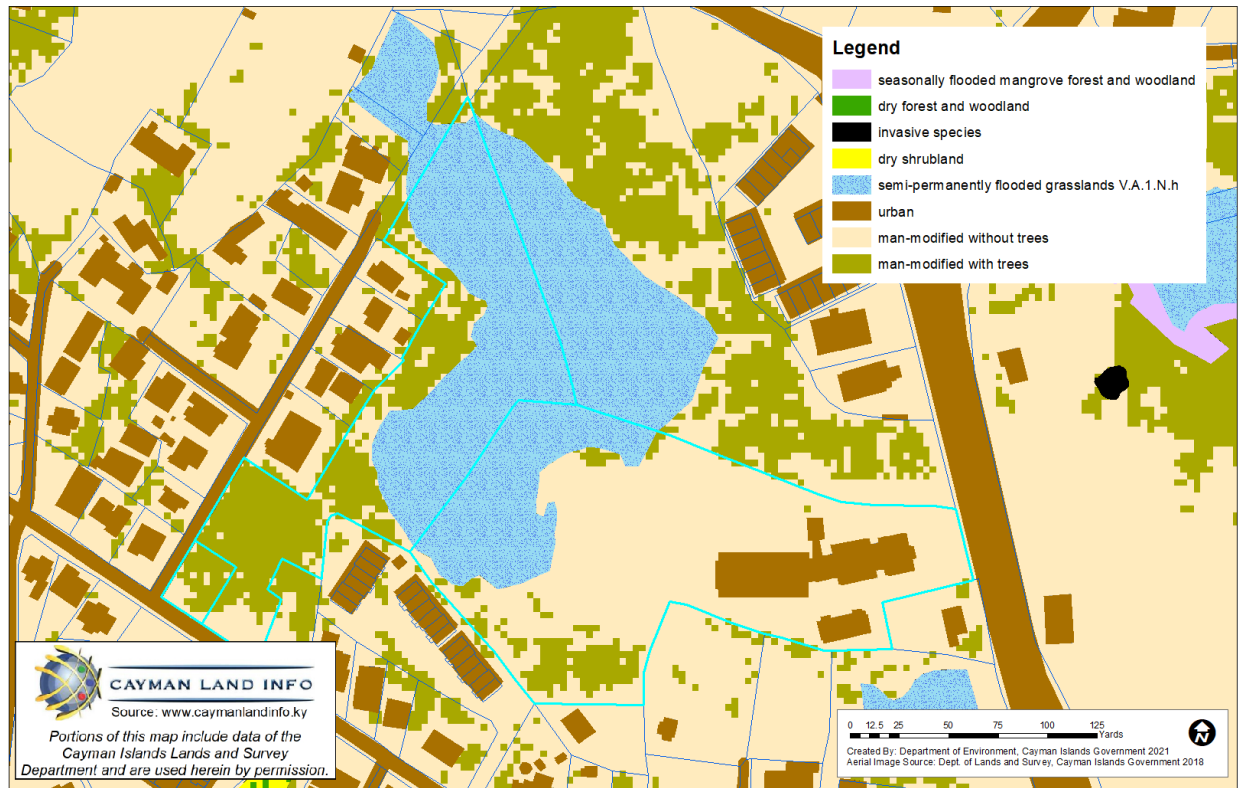 Legend
seasonally flooded mangrove forest and woodland
dry forest and woodland
invasive species
dry shrubland
semi-permanently flooded grasslands V.A.1.N.h
urban
man-modified without trees
man-modified with trees
CAYMAN LAND INFO
Source: www.caymanlandinfo.ky
Portions of this map include data of the
Cayman Islands Lands and Survey
Department and are used herein by permission.
0 12.5 25 50 75 100 125
Yards
N
Created By: Department of Environment, Cayman Islands Government 2021
Aerial Image Source: Dept. of Lands and Survey, Cayman Islands Government 2018